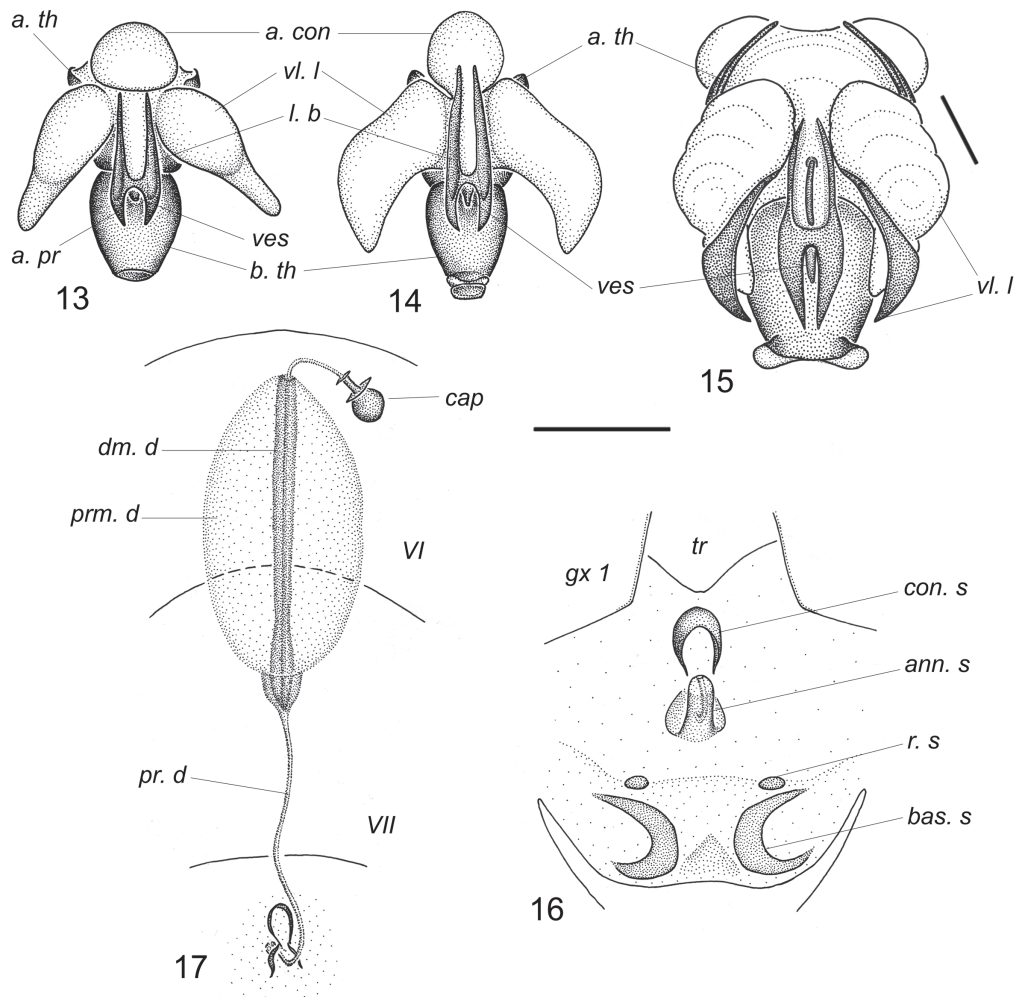 a. th
a. con
vl. l
l. b
a. th
a. pr
ves
b. th
ves
vl. l
13
14
15
cap
dm. d
prm. d
VI
pr. d
VII
17
tr
gx 1
con. s
ann. s
r. s
bas. s
16